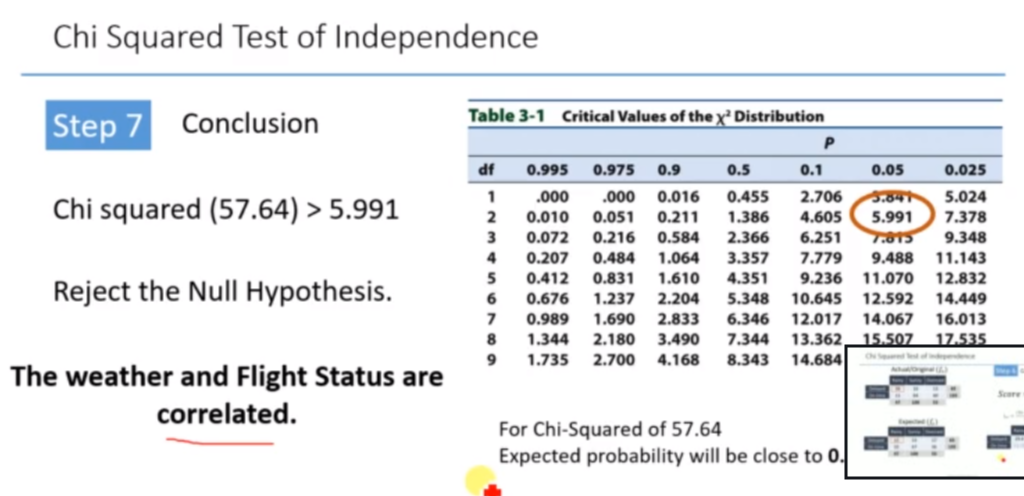 Chi Squared Test of Independence
Step 7 Conclusion
Chi squared (57.64) > 5.991
Reject the Null Hypothesis.
The weather and Flight Status are
correlated.
Table 3-1 Critical Values of the χ² Distribution
P
df 0.995 0.975 0.9 0.5 0.1 0.05 0.025
1 .000 .000 0.016 0.455 2.706 3.841 5.024
2 0.010 0.051 0.211 1.386 4.605 5.991 7.378
3 0.072 0.216 0.584 2.366 6.251 7.815 9.348
4 0.207 0.484 1.064 3.357 7.779 9.488 11.143
5 0.412 0.831 1.610 4.351 9.236 11.070 12.832
6 0.676 1.237 2.204 5.348 10.645 12.592 14.449
7 0.989 1.690 2.833 6.346 12.017 14.067 16.013
8 1.344 2.180 3.490 7.344 13.362 15.507 17.535
9 1.735 2.700 4.168 8.343 14.684
For Chi-Squared of 57.64
Expected probability will be close to 0.
Chi Squared Test of Independence
Actual/Original
Step 6
Score
Expected